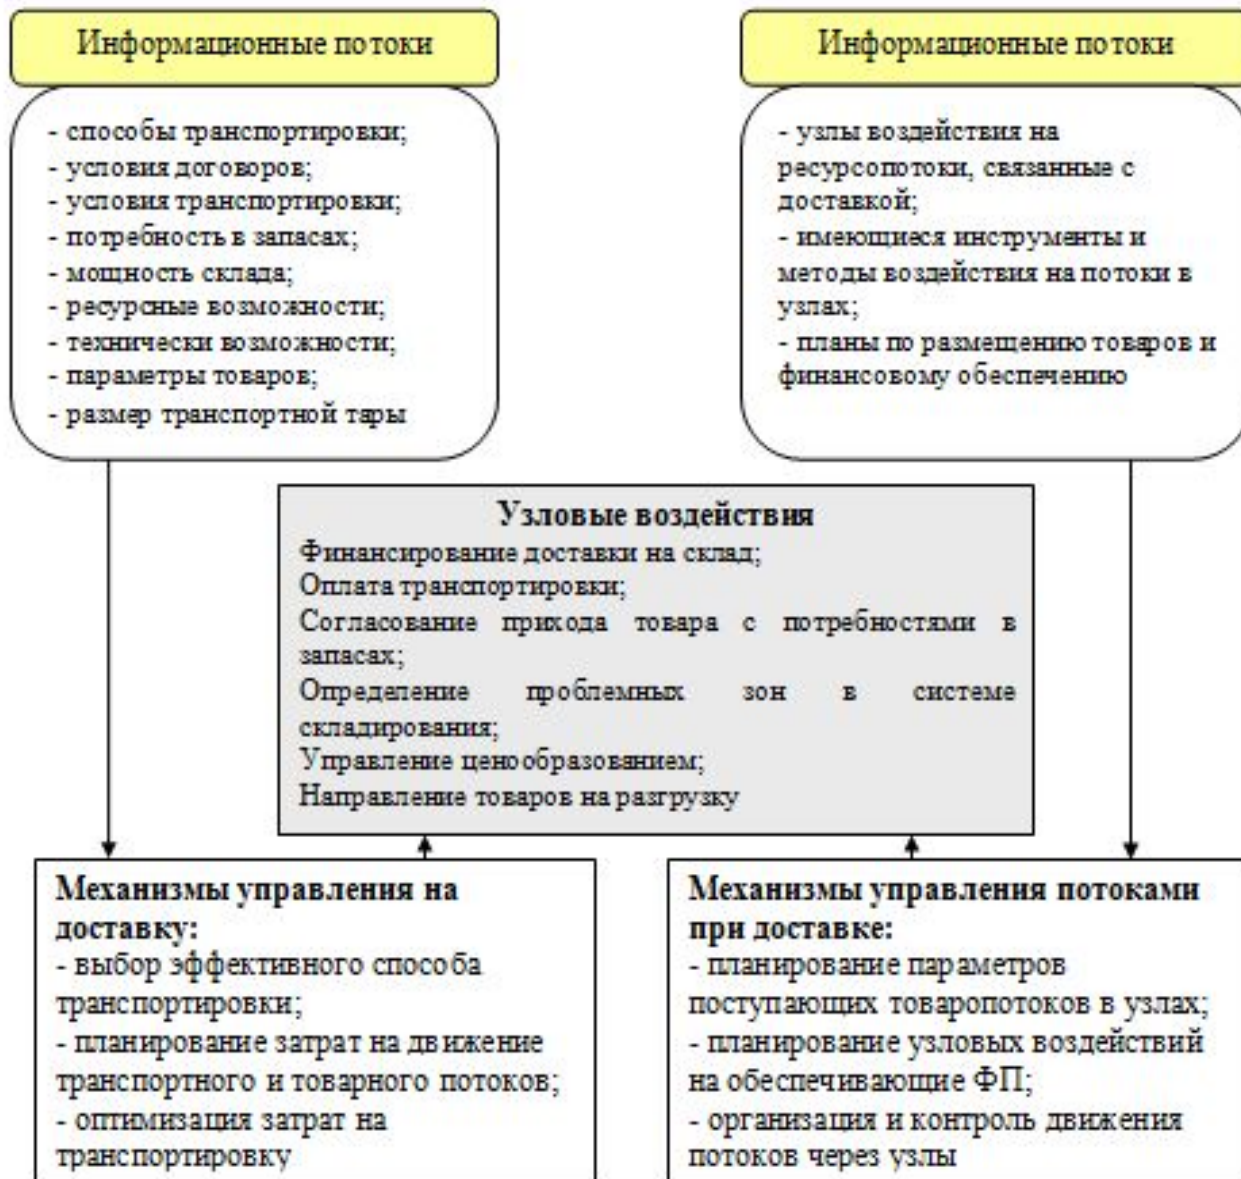 Информационные потоки
- способы транспортировки;
- условия договоров;
- условия транспортировки;
- потребность в запасах;
- мощность склада;
- ресурсные возможности;
- технически возможности;
- параметры товаров;
- размер транспортной тары
Информационные потоки
- узлы воздействия на
ресурсопотоки, связанные с
доставкой;
- имеющиеся инструменты и
методы воздействия на потоки в
узлах;
- планы по размещению товаров и
финансовому обеспечению
Узловые воздействия
Финансирование доставки на склад;
Оплата транспортировки;
Согласование прихода товара с потребностями в
запасах;
Определение проблемных зон в системе
складирования;
Управление ценообразованием;
Направление товаров на разгрузку
Механизмы управления на
доставку:
- выбор эффективного способа
транспортировки;
- планирование затрат на движение
транспортного и товарного потоков;
- оптимизация затрат на
транспортировку
Механизмы управления потоками
при доставке:
- планирование параметров
поступающих товаропотоков в узлах;
- планирование узловых воздействий
на обеспечивающие ФП;
- организация и контроль движения
потоков через узлы